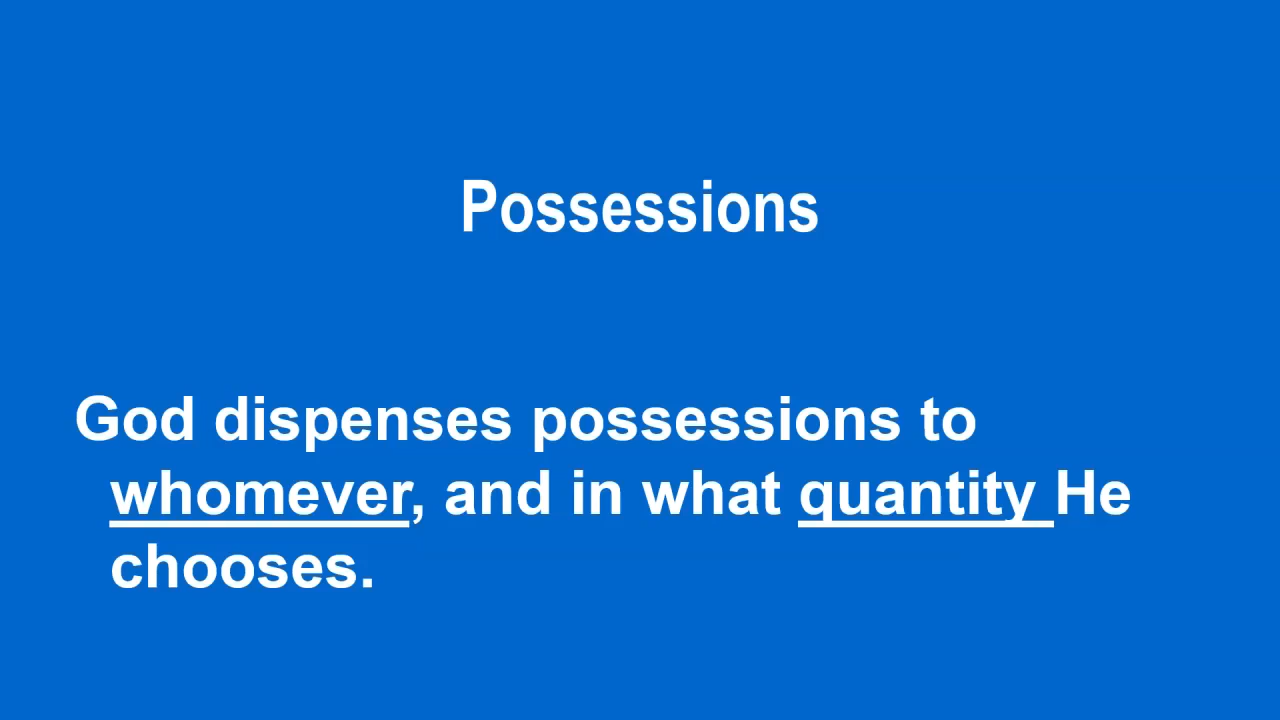 Possessions
God dispenses possessions to
whomever, and in what quantity He
chooses.